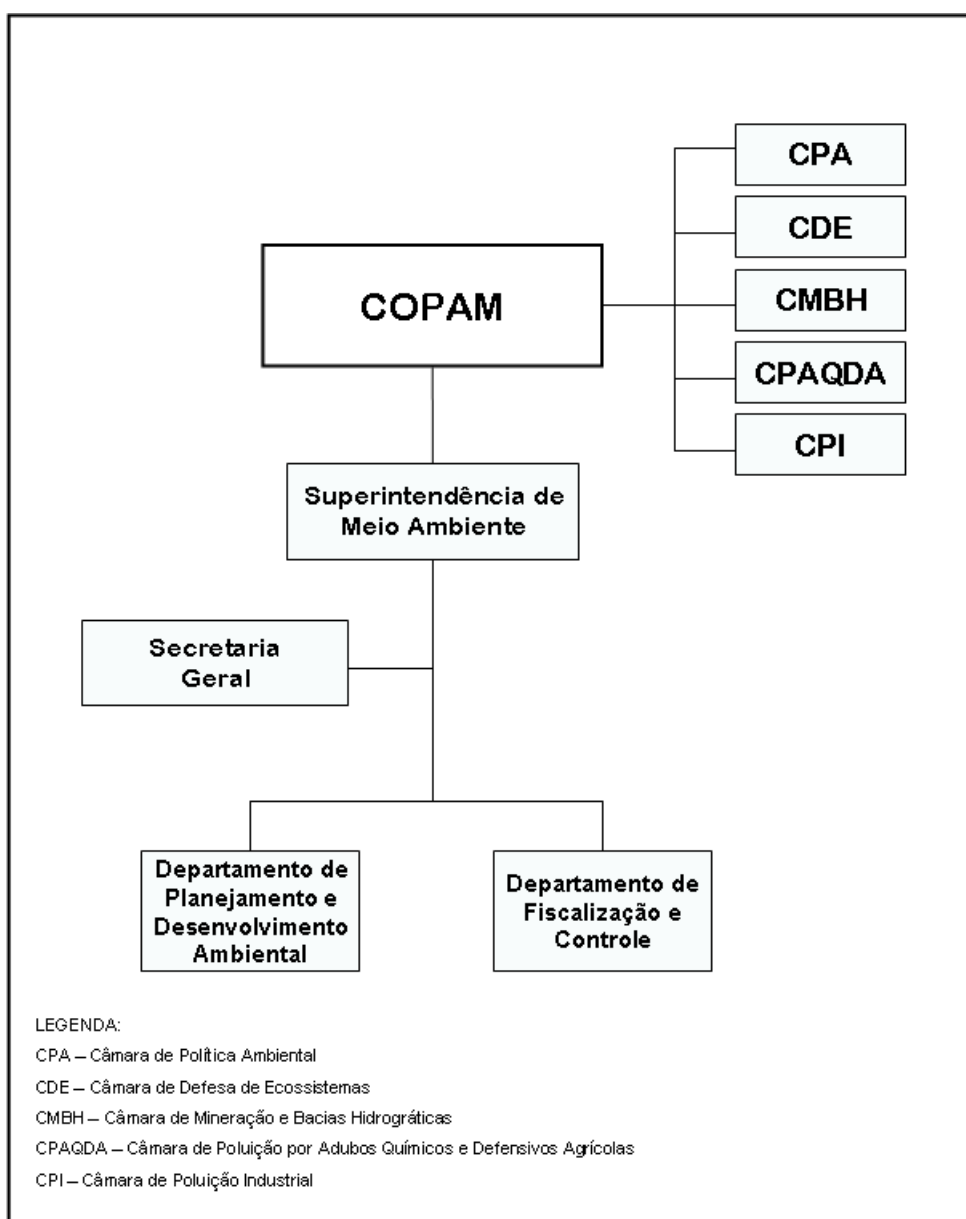 CPA
CDE
COPAM
CMBH
CPAQDA
CPI
Superintendência de
Meio Ambiente
Secretaria
Geral
Departamento de
Planejamento e
Desenvolvimento
Ambiental
Departamento de
Fiscalização e
Controle
LEGENDA:
CPA – Câmara de Política Ambiental
CDE – Câmara de Defesa de Ecossistemas
CMBH – Câmara de Mineração e Bacias Hidrográticas
CPAQDA – Câmara de Poluição por Adubos Químicos e Defensivos Agrícolas
CPI – Câmara de Poluição Industrial